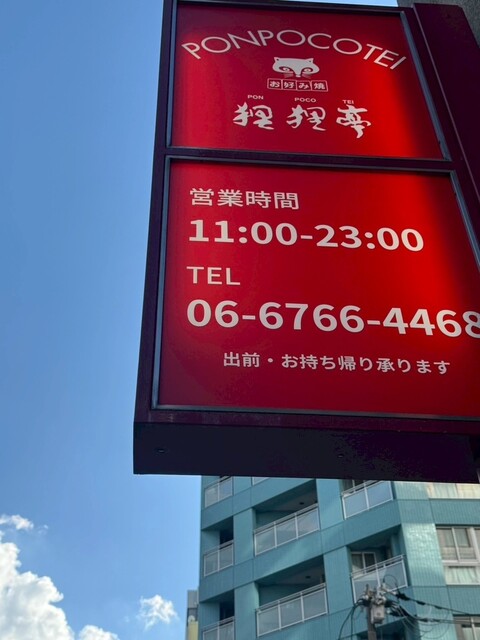 PONPOCOTEI
お好み焼
PON POCO TEI
狸狸亭
営業時間
11:00-23:00
TEL
06-6766-4468
出前・お持ち帰り承ります